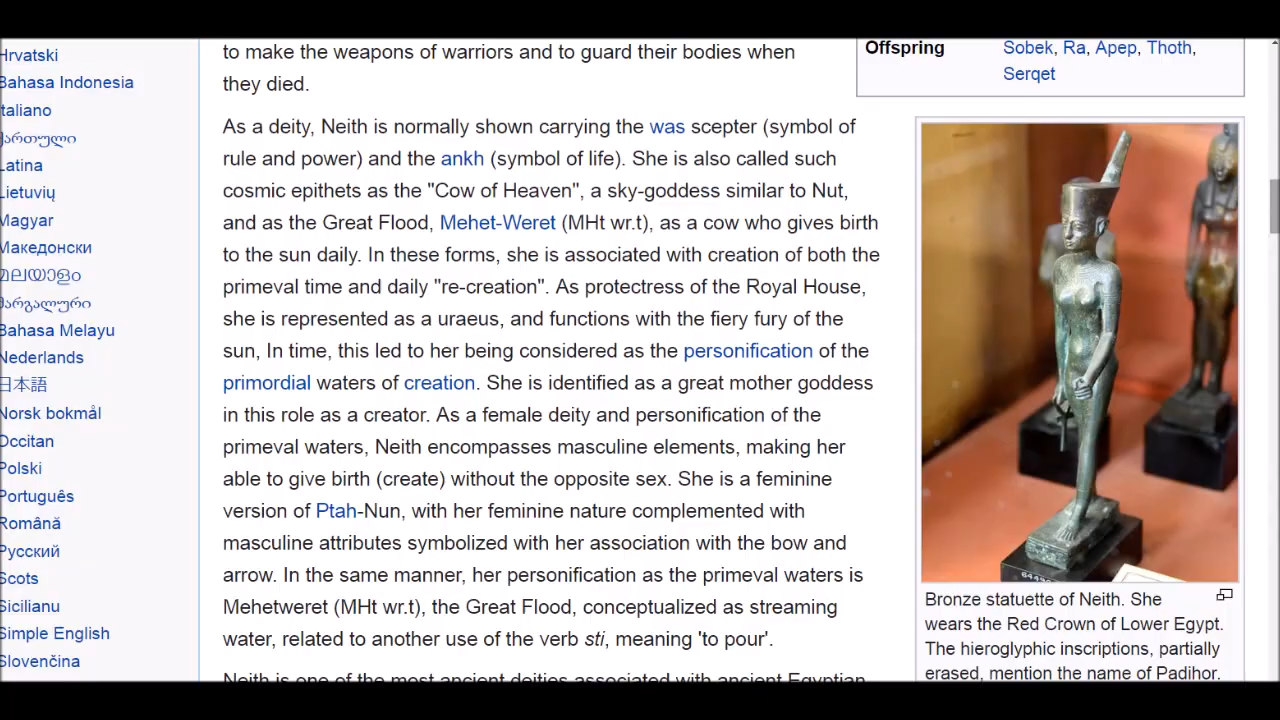 Hrvatski
Bahasa Indonesia
Italiano
ქართული
Latina
Lietuvių
Magyar
Македонски
മലയാളം
მარგალური
Bahasa Melayu
Nederlands
日本語
Norsk bokmål
Occitan
Polski
Português
Română
Русский
Scots
Sicilianu
Simple English
Slovenčina
to make the weapons of warriors and to guard their bodies when
they died.
As a deity, Neith is normally shown carrying the was scepter (symbol of
rule and power) and the ankh (symbol of life). She is also called such
cosmic epithets as the "Cow of Heaven", a sky-goddess similar to Nut,
and as the Great Flood, Mehet-Weret (MHt wr.t), as a cow who gives birth
to the sun daily. In these forms, she is associated with creation of both the
primeval time and daily "re-creation". As protectress of the Royal House,
she is represented as a uraeus, and functions with the fiery fury of the
sun, In time, this led to her being considered as the personification of the
primordial waters of creation. She is identified as a great mother goddess
in this role as a creator. As a female deity and personification of the
primeval waters, Neith encompasses masculine elements, making her
able to give birth (create) without the opposite sex. She is a feminine
version of Ptah-Nun, with her feminine nature complemented with
masculine attributes symbolized with her association with the bow and
arrow. In the same manner, her personification as the primeval waters is
Mehetweret (MHt wr.t), the Great Flood, conceptualized as streaming
water, related to another use of the verb sti, meaning 'to pour'.
Neith is one of the most ancient deities associated with ancient Egyptian
Offspring Sobek, Ra, Apep, Thoth,
Serqet
Bronze statuette of Neith. She
wears the Red Crown of Lower Egypt.
The hieroglyphic inscriptions, partially
erased, mention the name of Padihor.